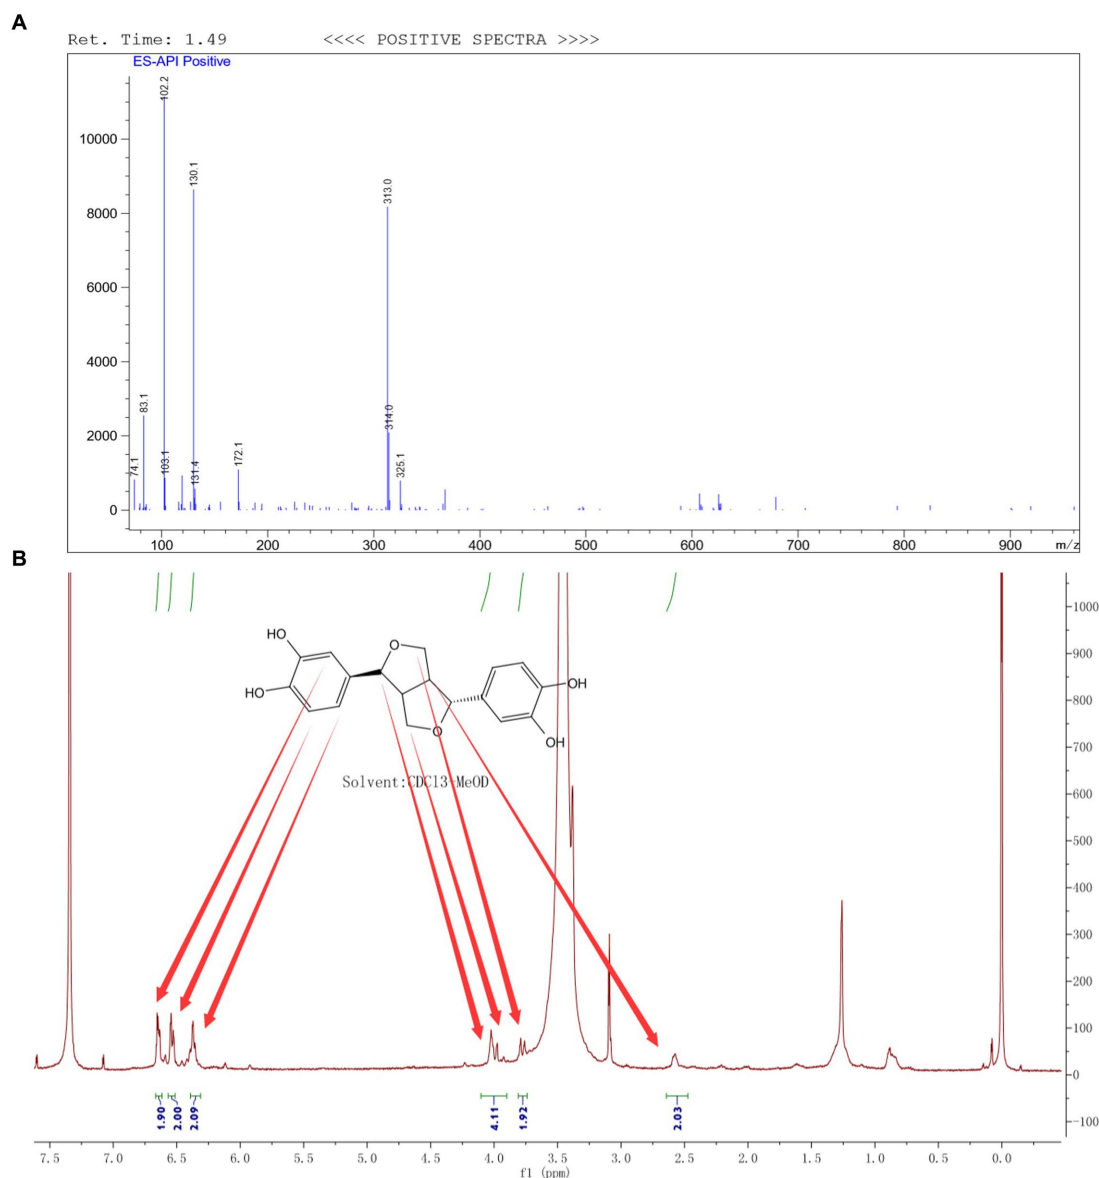 A
Ret. Time: 1.49 <<<< POSITIVE SPECTRA >>>>
ES-API Positive
102.2
130.1
313.0
83.1
314.0
74.1
103.1
131.4
172.1
325.1
10000
8000
6000
4000
2000
0
100 200 300 400 500 600 700 800 900 m/z
B
HO
O
HO
OH
O
OH
Solvent:CDCl3-MeOD
1000
900
800
700
600
500
400
300
200
100
0
-100
1.90 2.00 2.09 4.11 1.92 2.03
7.5 7.0 6.5 6.0 5.5 5.0 4.5 4.0 3.5 3.0 2.5 2.0 1.5 1.0 0.5 0.0
f1 (ppm)